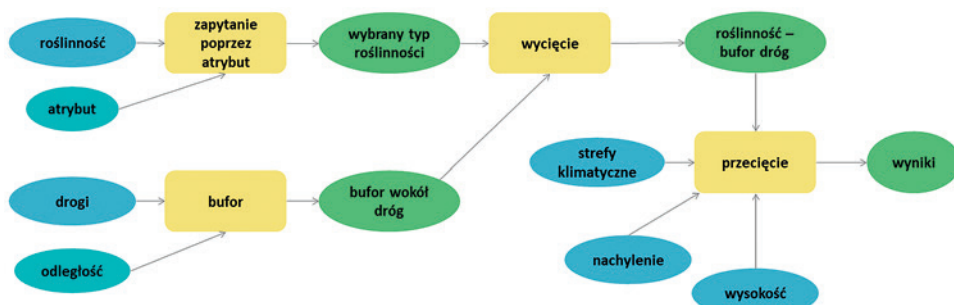 roślinność
zapytanie
poprzez
atrybut
wybrany typ
roślinności
wycięcie
roślinność –
bufor dróg
atrybut
strefy
klimatyczne
przecięcie
wyniki
drogi
bufor
bufor wokół
dróg
odległość
nachylenie
wysokość